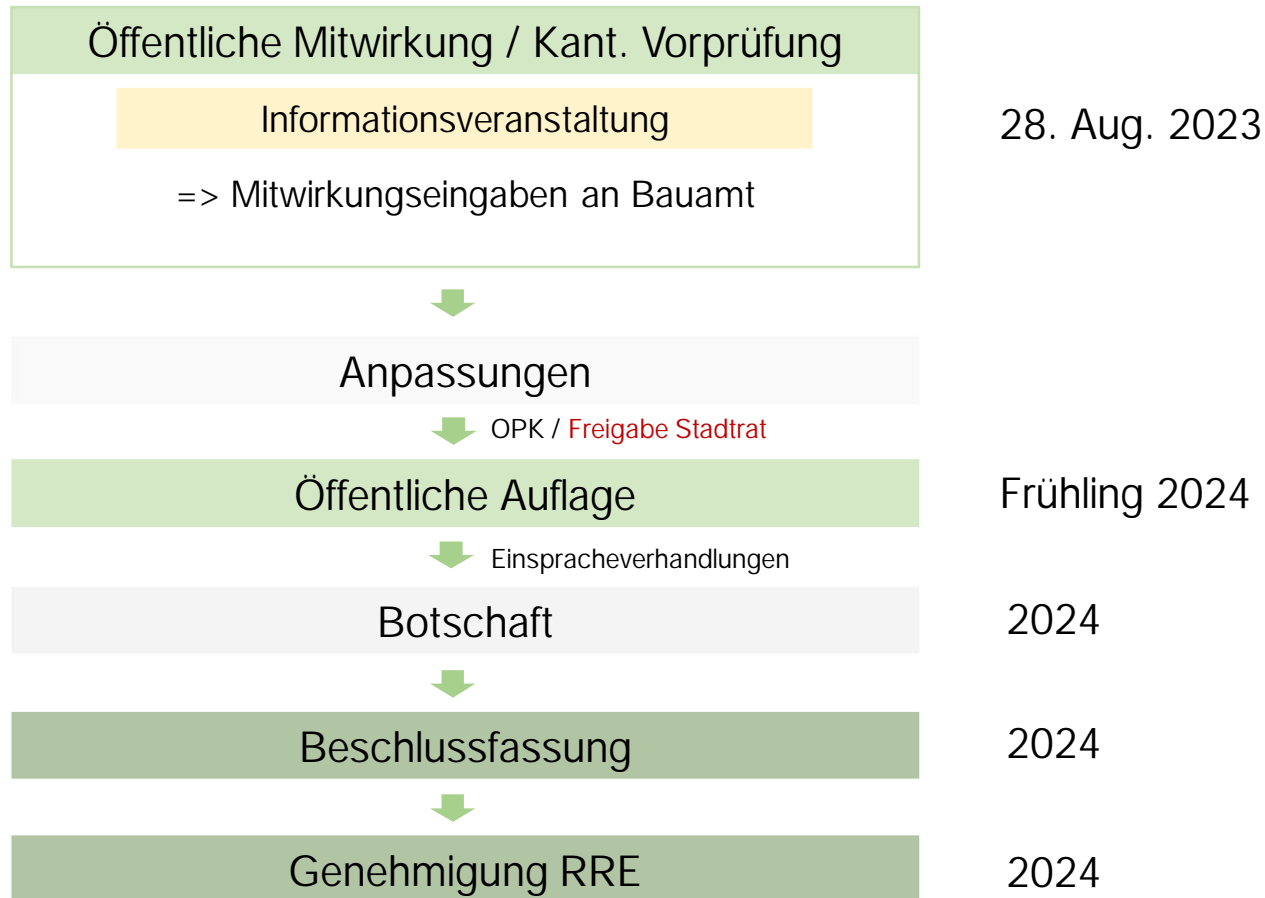 Öffentliche Mitwirkung / Kant. Vorprüfung
Informationsveranstaltung
28. Aug. 2023
=> Mitwirkungseingaben an Bauamt
Anpassungen
OPK / Freigabe Stadtrat
Öffentliche Auflage
Frühling 2024
Einspracheverhandlungen
Botschaft
2024
Beschlussfassung
2024
Genehmigung RRE
2024